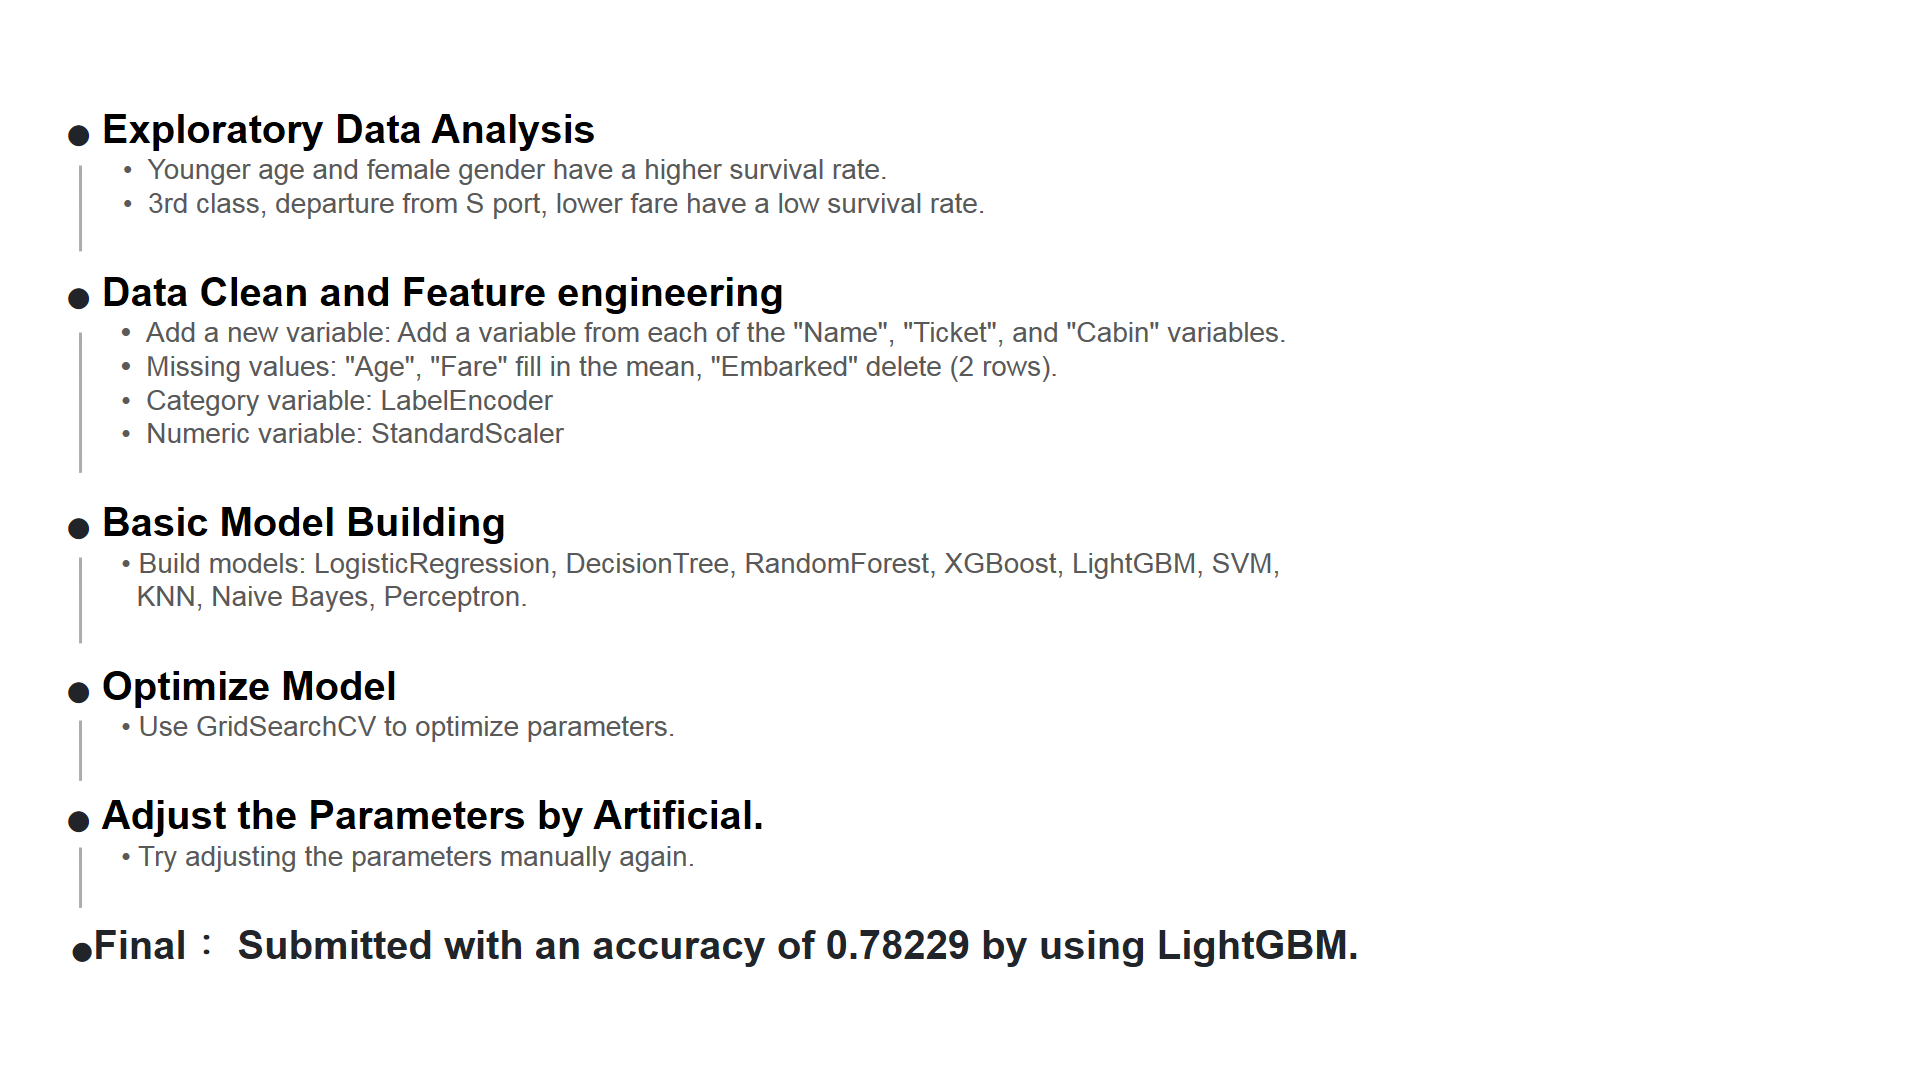 ● Exploratory Data Analysis
• Younger age and female gender have a higher survival rate.
• 3rd class, departure from S port, lower fare have a low survival rate.
● Data Clean and Feature engineering
• Add a new variable: Add a variable from each of the "Name", "Ticket", and "Cabin" variables.
• Missing values: "Age", "Fare" fill in the mean, "Embarked" delete (2 rows).
• Category variable: LabelEncoder
• Numeric variable: StandardScaler
● Basic Model Building
• Build models: LogisticRegression, DecisionTree, RandomForest, XGBoost, LightGBM, SVM,
KNN, Naive Bayes, Perceptron.
● Optimize Model
• Use GridSearchCV to optimize parameters.
● Adjust the Parameters by Artificial.
• Try adjusting the parameters manually again.
●Final： Submitted with an accuracy of 0.78229 by using LightGBM.